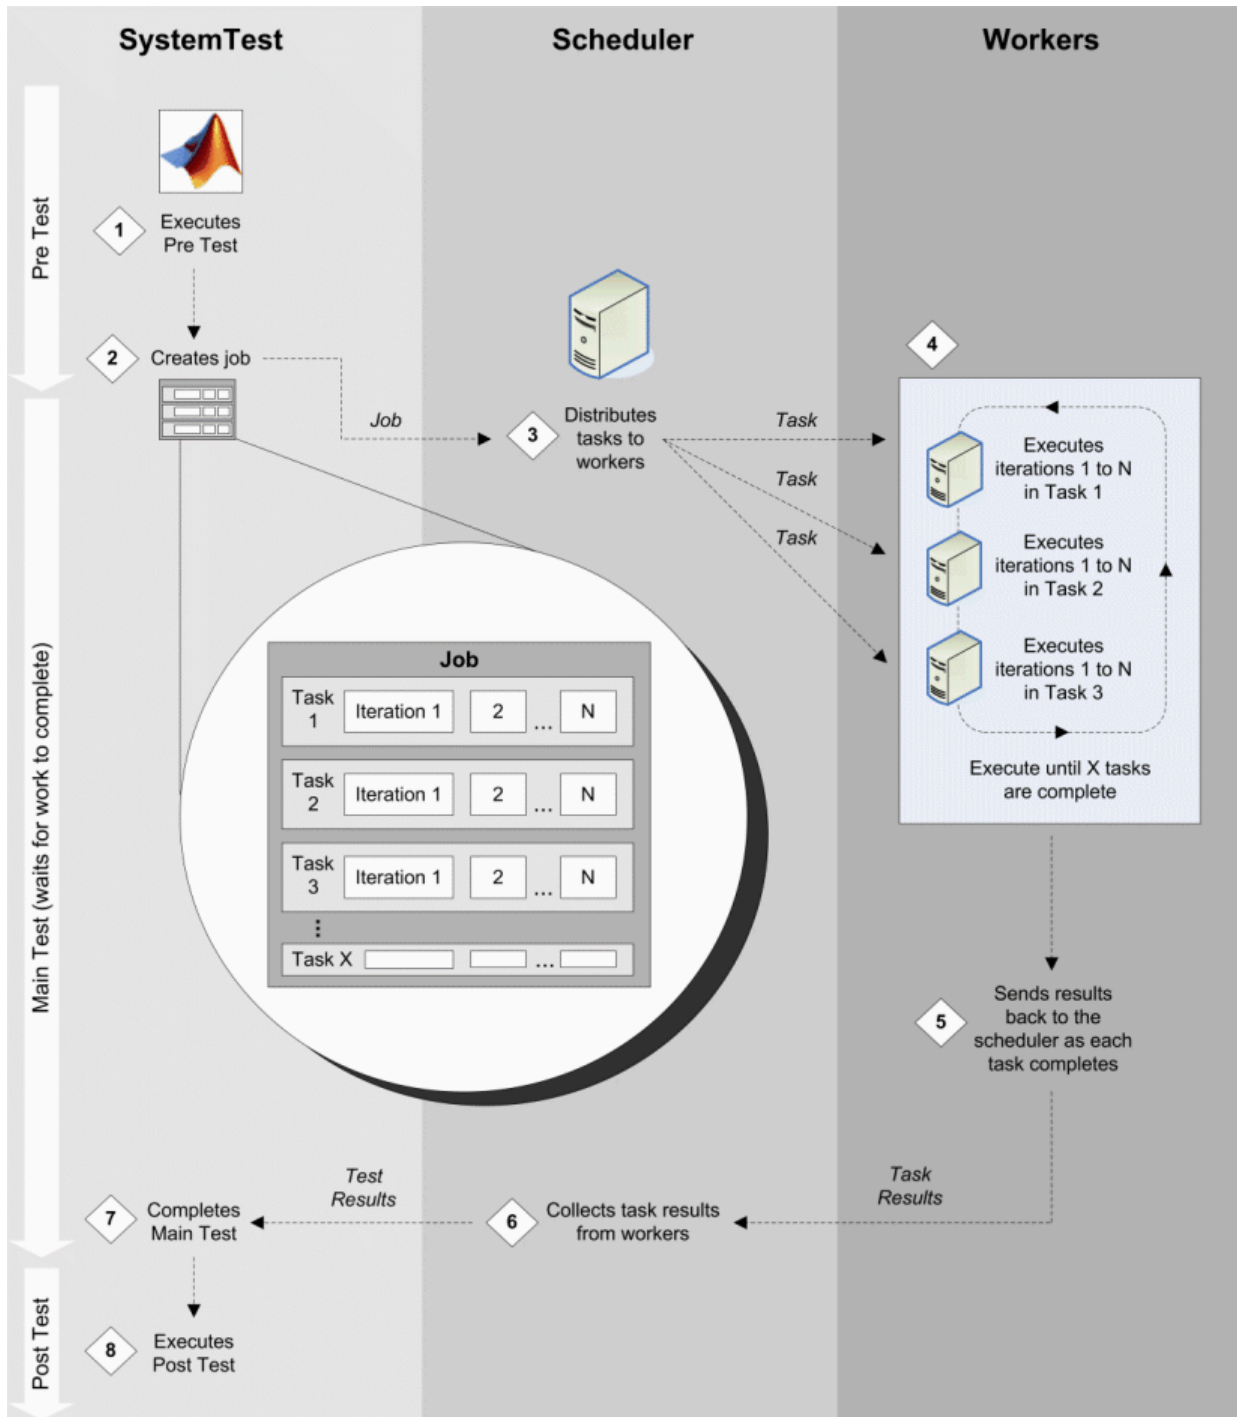 SystemTest
Scheduler
Workers
Pre Test
1
Executes
Pre Test
2
Creates job
Job
3
Distributes
tasks to
workers
Task
Task
Task
4
Executes
iterations 1 to N
in Task 1
Executes
iterations 1 to N
in Task 2
Executes
iterations 1 to N
in Task 3
Execute until X tasks
are complete
Main Test (waits for work to complete)
Job
Task
1
Iteration 1
2
...
N
Task
2
Iteration 1
2
...
N
Task
3
Iteration 1
2
...
N
⋮
Task X
...
5
Sends results
back to the
scheduler as each
task completes
Task
Results
6
Collects task results
from workers
Test
Results
7
Completes
Main Test
Post Test
8
Executes
Post Test